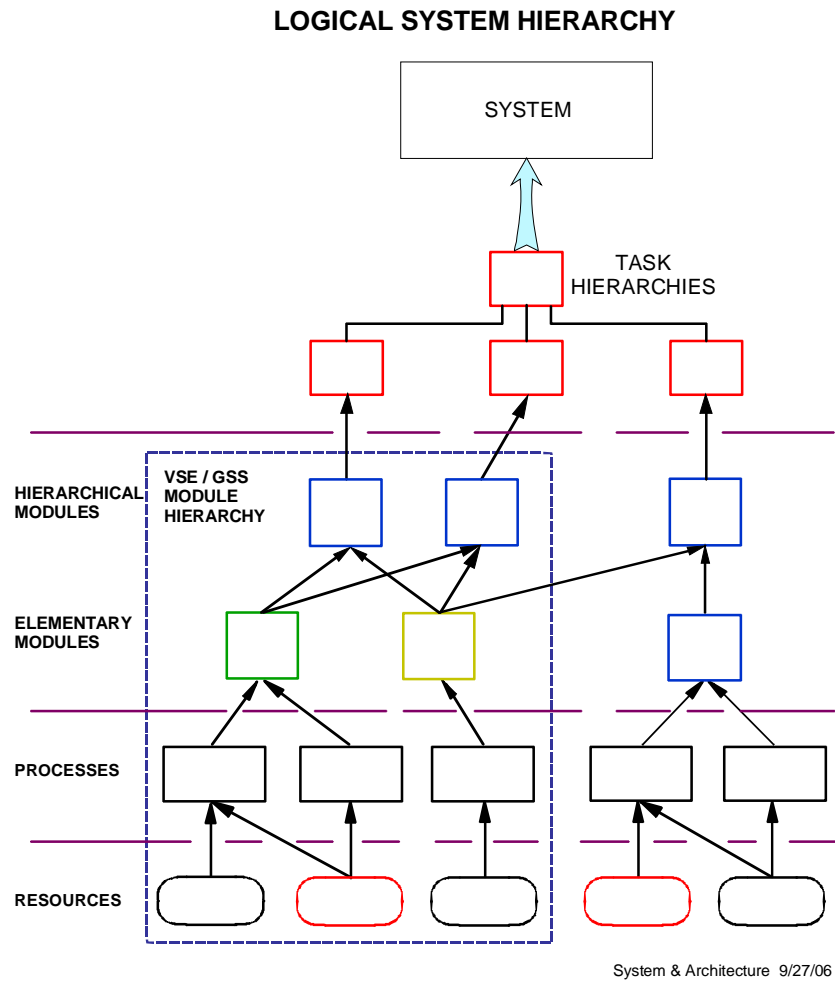 LOGICAL SYSTEM HIERARCHY
SYSTEM
TASK
HIERARCHIES
HIERARCHICAL
MODULES
VSE / GSS
MODULE
HIERARCHY
ELEMENTARY
MODULES
PROCESSES
RESOURCES
System & Architecture 9/27/06